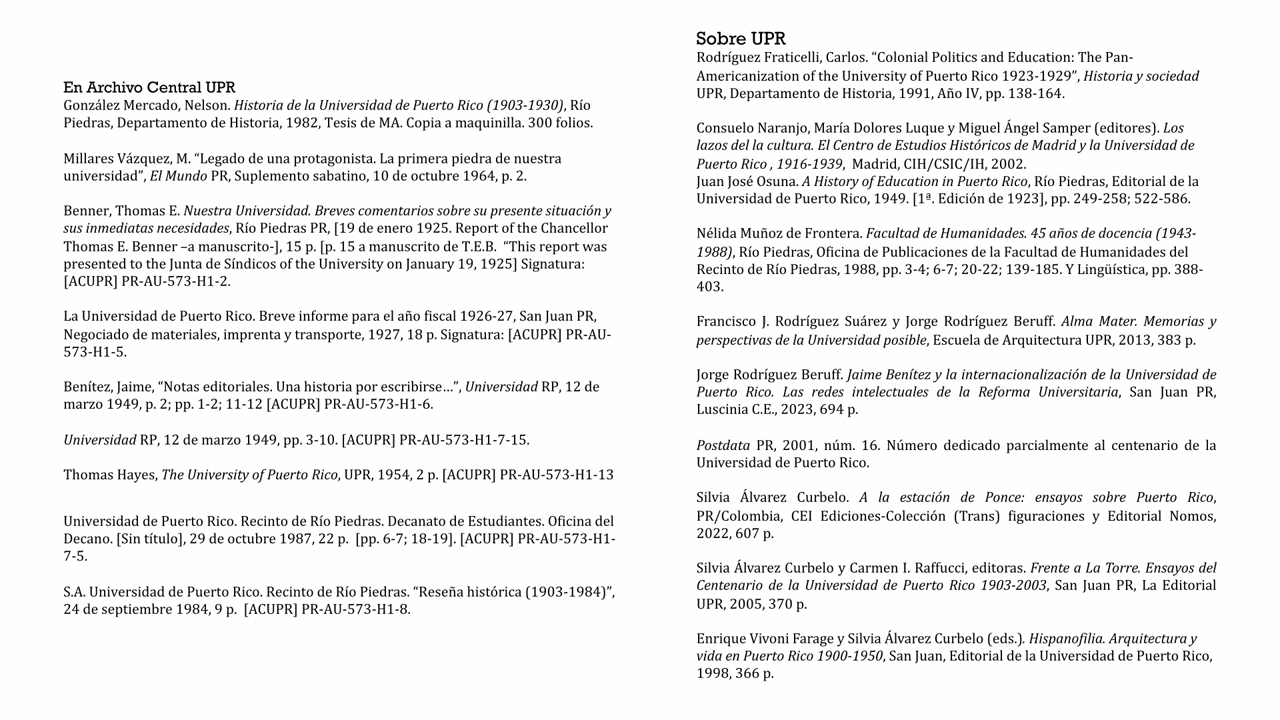 En Archivo Central UPR
González Mercado, Nelson. Historia de la Universidad de Puerto Rico (1903-1930), Río
Piedras, Departamento de Historia, 1982, Tesis de MA. Copia a maquinilla. 300 folios.
Millares Vázquez, M. “Legado de una protagonista. La primera piedra de nuestra
universidad”, El Mundo PR, Suplemento sabatino, 10 de octubre 1964, p. 2.
Benner, Thomas E. Nuestra Universidad. Breves comentarios sobre su presente situación y
sus inmediatas necesidades, Río Piedras PR, [19 de enero 1925. Report of the Chancellor
Thomas E. Benner –a manuscrito-], 15 p. [p. 15 a manuscrito de T.E.B. “This report was
presented to the Junta de Síndicos of the University on January 19, 1925] Signatura:
[ACUPR] PR-AU-573-H1-2.
La Universidad de Puerto Rico. Breve informe para el año fiscal 1926-27, San Juan PR,
Negociado de materiales, imprenta y transporte, 1927, 18 p. Signatura: [ACUPR] PR-AU-
573-H1-5.
Benítez, Jaime, “Notas editoriales. Una historia por escribirse…”, Universidad RP, 12 de
marzo 1949, p. 2; pp. 1-2; 11-12 [ACUPR] PR-AU-573-H1-6.
Universidad RP, 12 de marzo 1949, pp. 3-10. [ACUPR] PR-AU-573-H1-7-15.
Thomas Hayes, The University of Puerto Rico, UPR, 1954, 2 p. [ACUPR] PR-AU-573-H1-13
Universidad de Puerto Rico. Recinto de Río Piedras. Decanato de Estudiantes. Oficina del
Decano. [Sin título], 29 de octubre 1987, 22 p. [pp. 6-7; 18-19]. [ACUPR] PR-AU-573-H1-
7-5.
S.A. Universidad de Puerto Rico. Recinto de Río Piedras. “Reseña histórica (1903-1984)”,
24 de septiembre 1984, 9 p. [ACUPR] PR-AU-573-H1-8.
Sobre UPR
Rodríguez Fraticelli, Carlos. “Colonial Politics and Education: The Pan-
Americanization of the University of Puerto Rico 1923-1929”, Historia y sociedad
UPR, Departamento de Historia, 1991, Año IV, pp. 138-164.
Consuelo Naranjo, María Dolores Luque y Miguel Ángel Samper (editores). Los
lazos del la cultura. El Centro de Estudios Históricos de Madrid y la Universidad de
Puerto Rico , 1916-1939, Madrid, CIH/CSIC/IH, 2002.
Juan José Osuna. A History of Education in Puerto Rico, Río Piedras, Editorial de la
Universidad de Puerto Rico, 1949. [1ª. Edición de 1923], pp. 249-258; 522-586.
Nélida Muñoz de Frontera. Facultad de Humanidades. 45 años de docencia (1943-
1988), Río Piedras, Oficina de Publicaciones de la Facultad de Humanidades del
Recinto de Río Piedras, 1988, pp. 3-4; 6-7; 20-22; 139-185. Y Lingüística, pp. 388-
403.
Francisco J. Rodríguez Suárez y Jorge Rodríguez Beruff. Alma Mater. Memorias y
perspectivas de la Universidad posible, Escuela de Arquitectura UPR, 2013, 383 p.
Jorge Rodríguez Beruff. Jaime Benítez y la internacionalización de la Universidad de
Puerto Rico. Las redes intelectuales de la Reforma Universitaria, San Juan PR,
Luscinia C.E., 2023, 694 p.
Postdata PR, 2001, núm. 16. Número dedicado parcialmente al centenario de la
Universidad de Puerto Rico.
Silvia Álvarez Curbelo. A la estación de Ponce: ensayos sobre Puerto Rico,
PR/Colombia, CEI Ediciones-Colección (Trans) figuraciones y Editorial Nomos,
2022, 607 p.
Silvia Álvarez Curbelo y Carmen I. Raffucci, editoras. Frente a La Torre. Ensayos del
Centenario de la Universidad de Puerto Rico 1903-2003, San Juan PR, La Editorial
UPR, 2005, 370 p.
Enrique Vivoni Farage y Silvia Álvarez Curbelo (eds.). Hispanofilia. Arquitectura y
vida en Puerto Rico 1900-1950, San Juan, Editorial de la Universidad de Puerto Rico,
1998, 366 p.